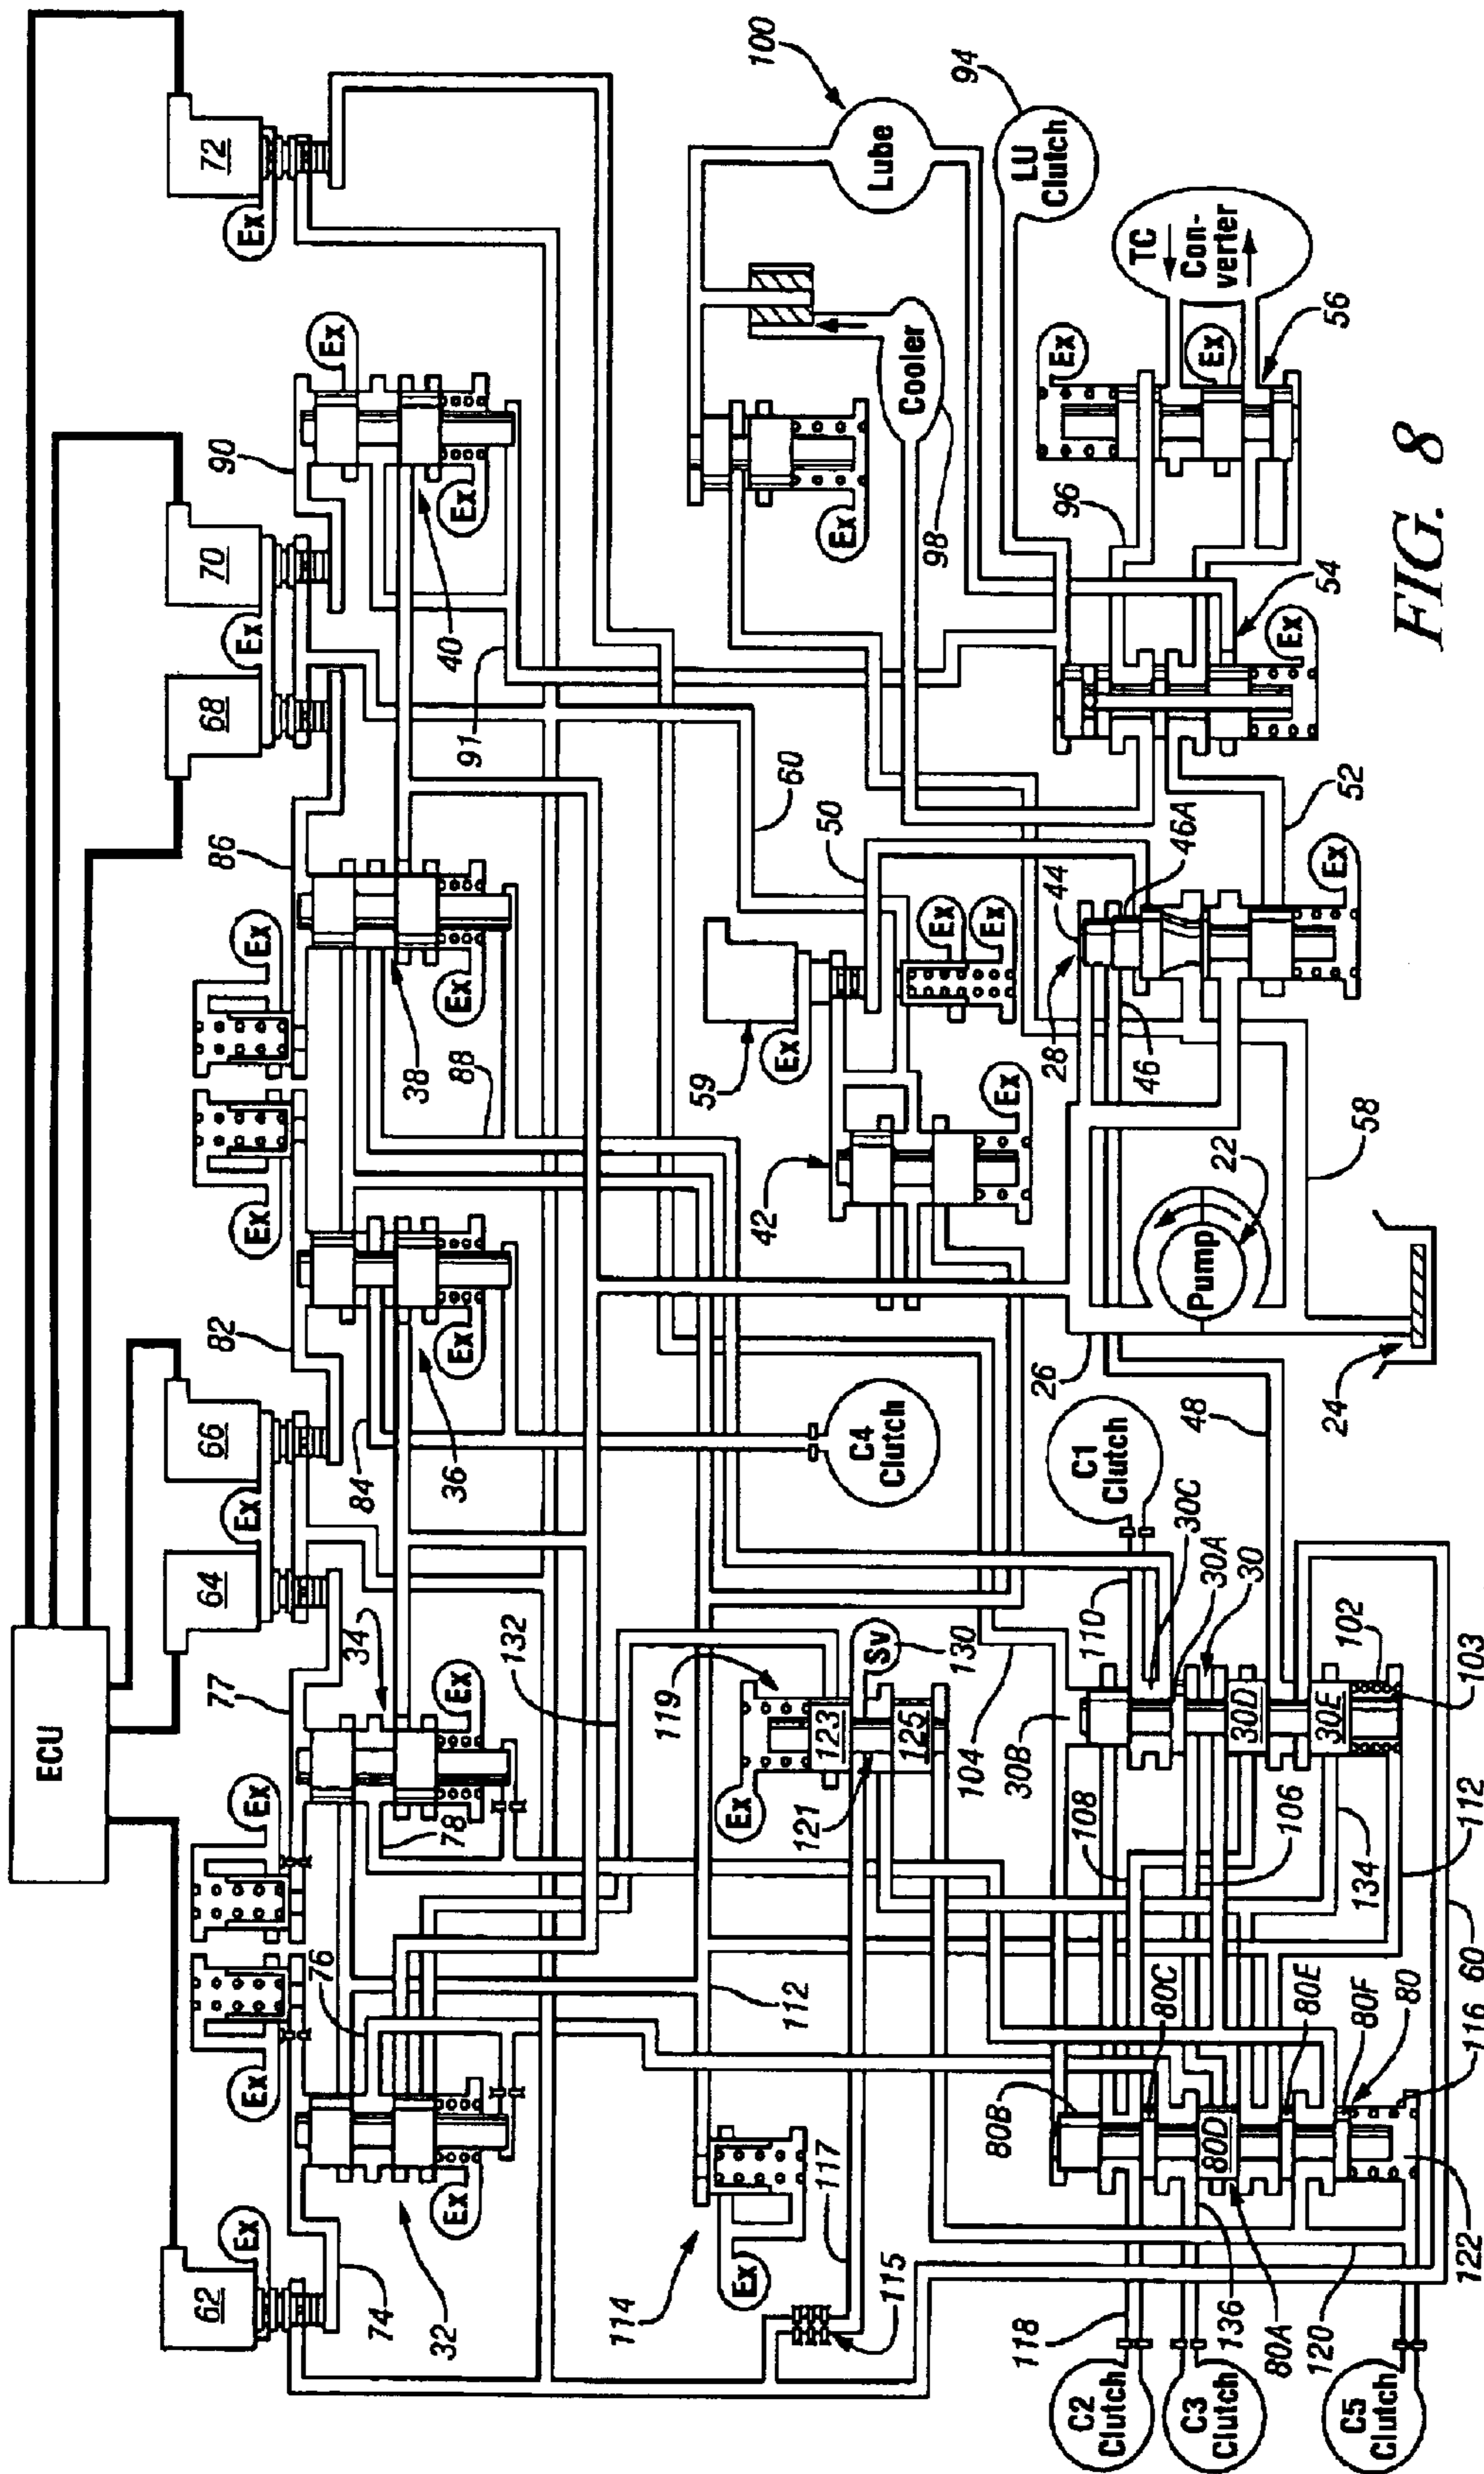 ECU
62
Ex
64
Ex
66
68
Ex
70
72
Ex
74
76
77
82
86
90
Ex
Ex
Ex
Ex
Ex
32
Ex
78
34
Ex
84
36
Ex
88
38
Ex
91
40
Ex
132
114
Ex
112
117
115
119
Ex
123
121
125
Sv
130
C4
Clutch
42
Ex
59
Ex
Ex
Ex
50
60
Ex
Cooler
98
Lube
100
LU
Clutch
94
TC
Con-
verter
Ex
Ex
56
96
54
Ex
52
28
44
46
46A
Ex
58
22
Pump
24
26
48
C1
Clutch
110
30C
30A
30
104
30B
108
106
30D
30E
102
103
134
112
60
80B
80C
80D
80E
80F
80
116
122
118
C2
Clutch
C3
Clutch
136
80A
120
C5
Clutch
FIG. 8